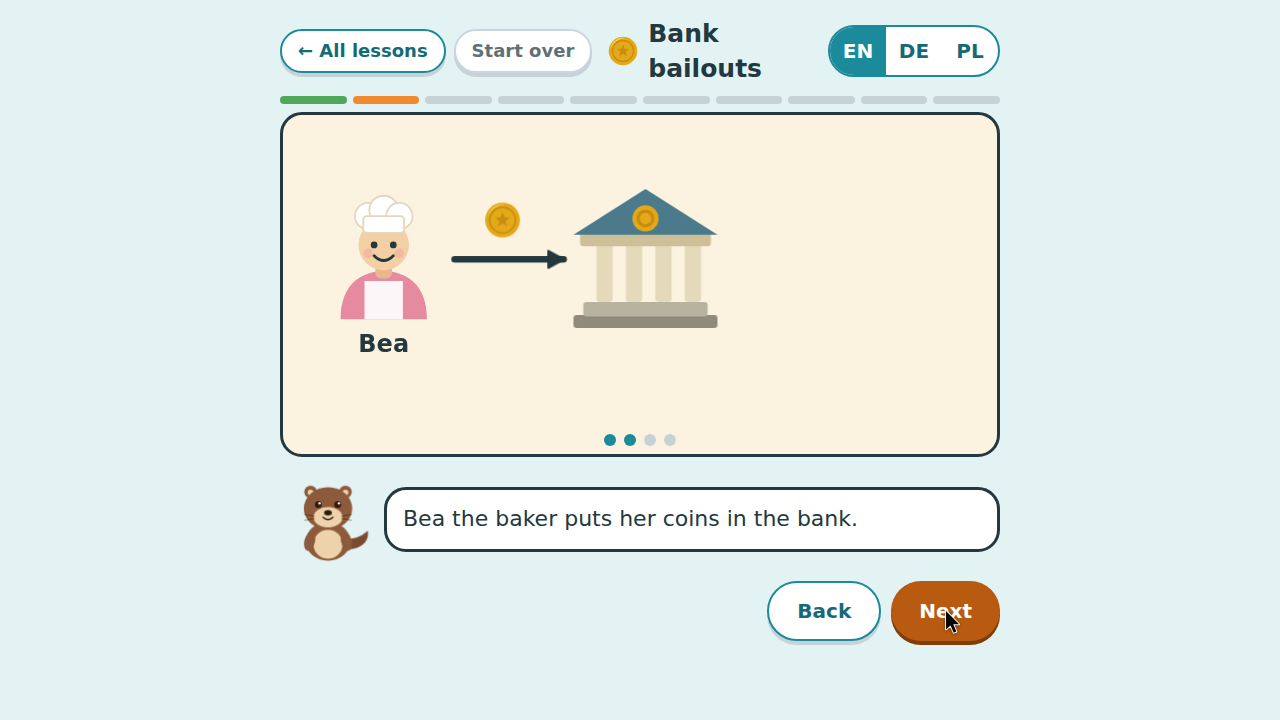 ← All lessons
Start over
Bank
bailouts
EN DE PL
Bea
Bea the baker puts her coins in the bank.
Back
Next